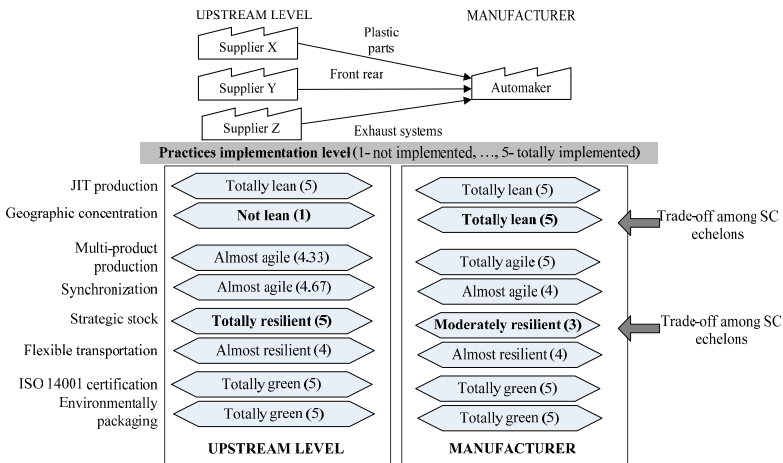 UPSTREAM LEVEL
MANUFACTURER
Supplier X
Plastic
parts
Supplier Y
Front rear
Automaker
Supplier Z
Exhaust systems
Practices implementation level (1- not implemented, …, 5- totally implemented)
JIT production
Totally lean (5)
Totally lean (5)
Geographic concentration
Not lean (1)
Totally lean (5)
Trade-off among SC
echelons
Multi-product
production
Almost agile (4.33)
Totally agile (5)
Synchronization
Almost agile (4.67)
Almost agile (4)
Strategic stock
Totally resilient (5)
Moderately resilient (3)
Trade-off among SC
echelons
Flexible transportation
Almost resilient (4)
Almost resilient (4)
ISO 14001 certification
Totally green (5)
Totally green (5)
Environmentally
packaging
Totally green (5)
Totally green (5)
UPSTREAM LEVEL
MANUFACTURER